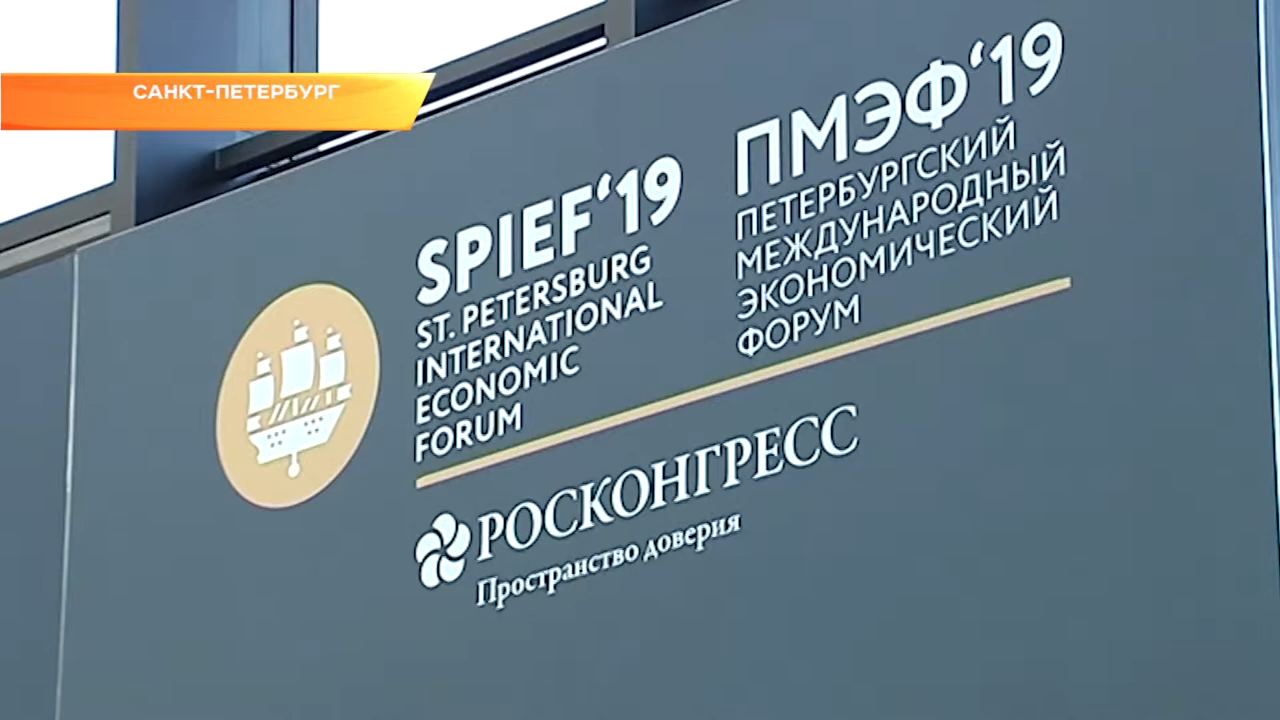 САНКТ-ПЕТЕРБУРГ
SPIEF‘19
ST. PETERSBURG
INTERNATIONAL
ECONOMIC
FORUM
ПМЭФ‘19
ПЕТЕРБУРГСКИЙ
МЕЖДУНАРОДНЫЙ
ЭКОНОМИЧЕСКИЙ
ФОРУМ
РОСКОНГРЕСС
Пространство доверия